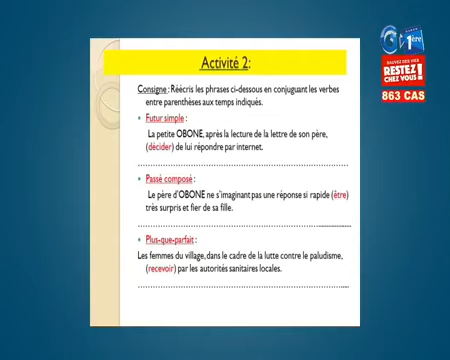 Activité 2:
Consigne : Réécris les phrases ci-dessous en conjuguant les verbes
entre parenthèses aux temps indiqués.
• Futur simple :
La petite OBONE, après la lecture de la lettre de son père,
(décider) de lui répondre par internet.
……………………………………………………………………
• Passé composé :
Le père d’OBONE ne s’imaginant pas une réponse si rapide (être)
très surpris et fier de sa fille.
……………………………………………………………………
• Plus-que-parfait :
Les femmes du village, dans le cadre de la lutte contre le paludisme,
(recevoir) par les autorités sanitaires locales.
……………………………………………………………………
1ère
RESTEZ
CHEZ VOUS !
863 CAS